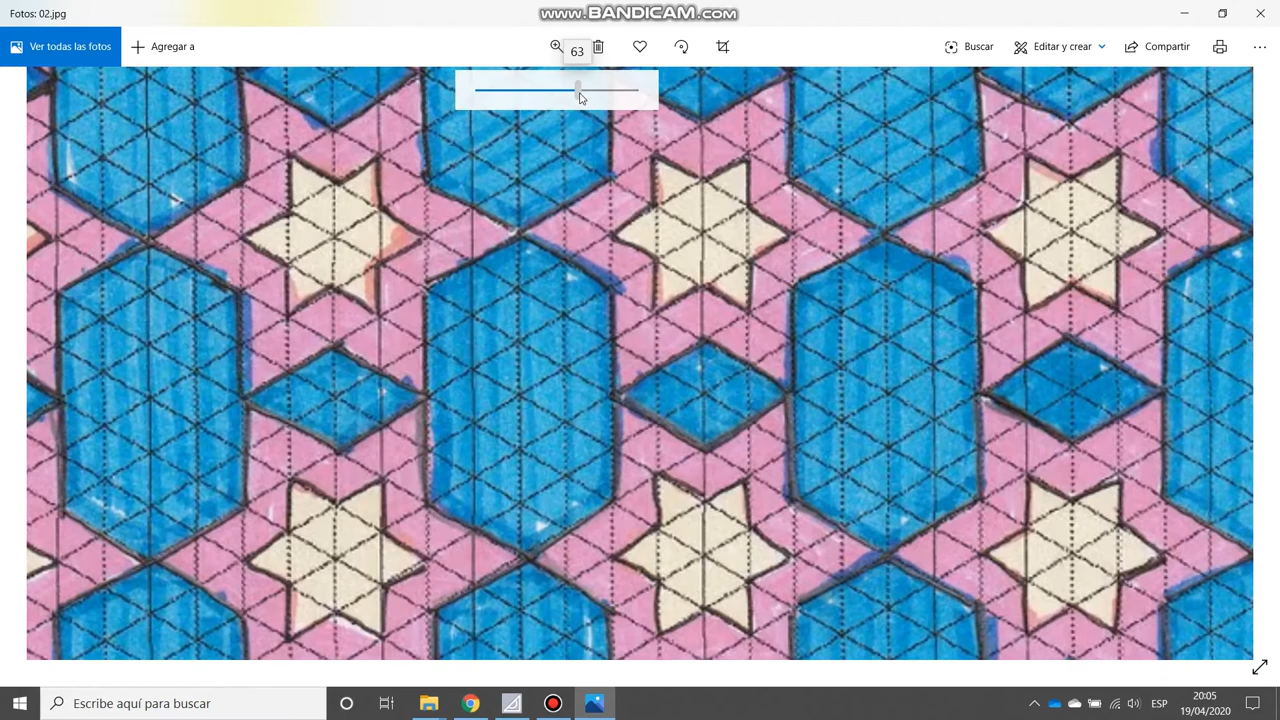 Fotos: 02.jpg
www.BANDICAM.com
Ver todas las fotos
Agregar a
63
Buscar
Editar y crear
Compartir
Escribe aquí para buscar
ESP
20:05
19/04/2020